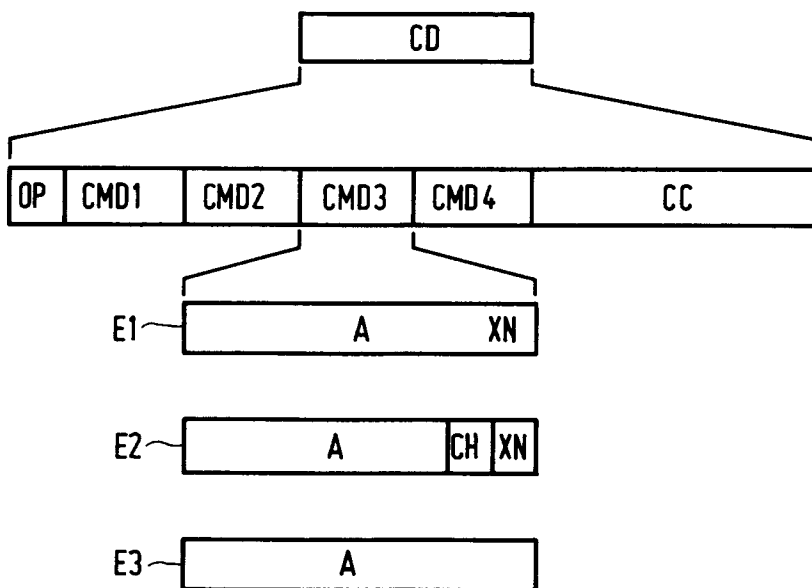 CD
OP CMD1 CMD2 CMD3 CMD4 CC
E1 A XN
E2 A CH XN
E3 A